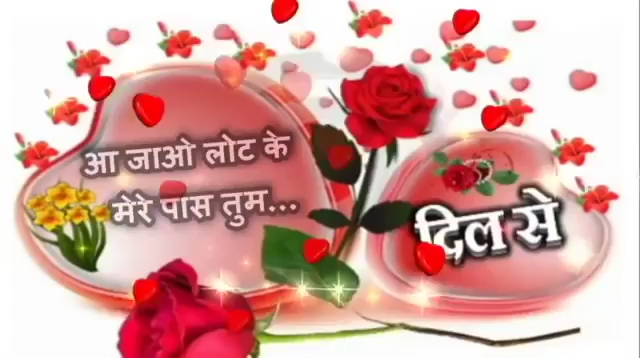 आ जाओ लोट के
मेरे पास तुम...
दिल से